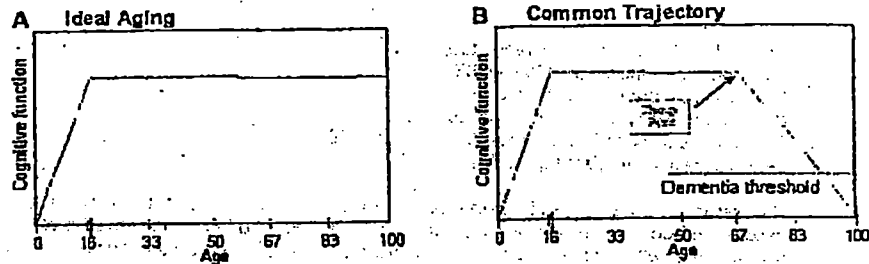 A Ideal Aging
Cognitive function
0 16 33 50 67 83 100
Age
B Common Trajectory
Cognitive function
Dementia threshold
0 16 33 50 67 83 100
Age